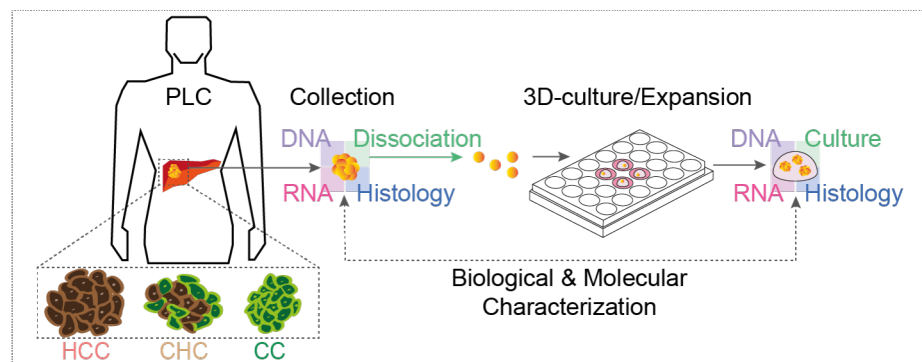 PLC
Collection
3D-culture/Expansion
DNA
Dissociation
DNA
Culture
RNA
Histology
RNA
Histology
Biological & Molecular
Characterization
HCC
CHC
CC